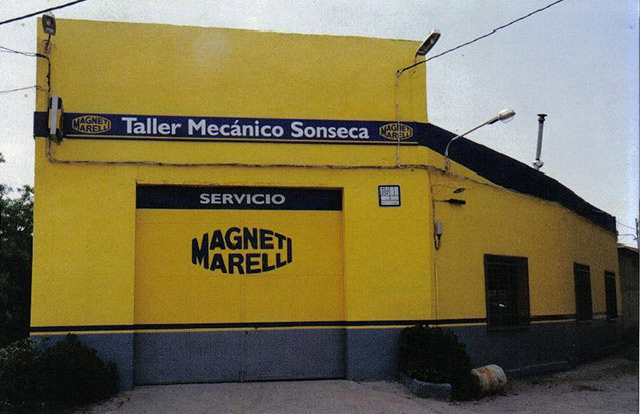 MAGNETI
MARELLI
Taller Mecánico Sonseca
MAGNETI
MARELLI
SERVICIO
MAGNETI
MARELLI